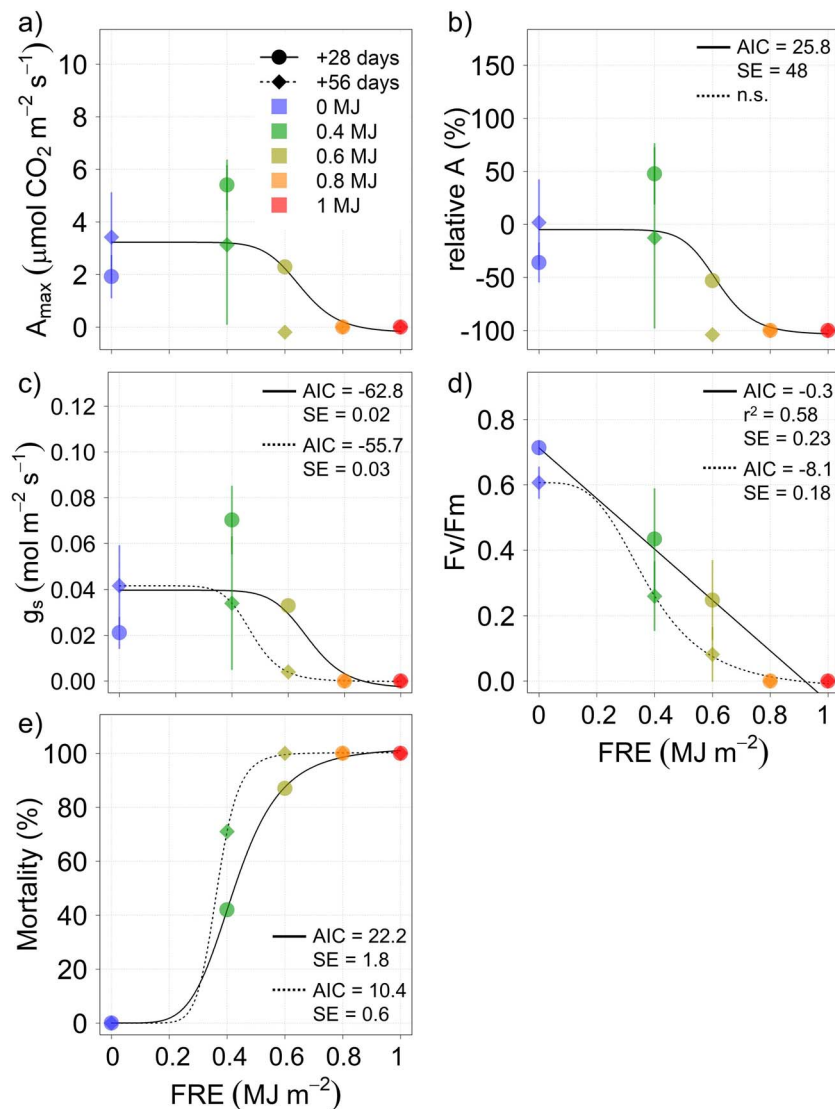 a)
A_max (μmol CO₂ m⁻² s⁻¹)
10
8
6
4
2
0
+28 days
+56 days
0 MJ
0.4 MJ
0.6 MJ
0.8 MJ
1 MJ
b)
relative A (%)
150
100
50
0
-50
-100
AIC = 25.8
SE = 48
n.s.
c)
gₛ (mol m⁻² s⁻¹)
0.12
0.10
0.08
0.06
0.04
0.02
0.00
AIC = -62.8
SE = 0.02
AIC = -55.7
SE = 0.03
d)
Fv/Fm
0.8
0.6
0.4
0.2
0.0
AIC = -0.3
r² = 0.58
SE = 0.23
AIC = -8.1
SE = 0.18
0 0.2 0.4 0.6 0.8 1
FRE (MJ m⁻²)
e)
Mortality (%)
100
80
60
40
20
0
AIC = 22.2
SE = 1.8
AIC = 10.4
SE = 0.6
0 0.2 0.4 0.6 0.8 1
FRE (MJ m⁻²)